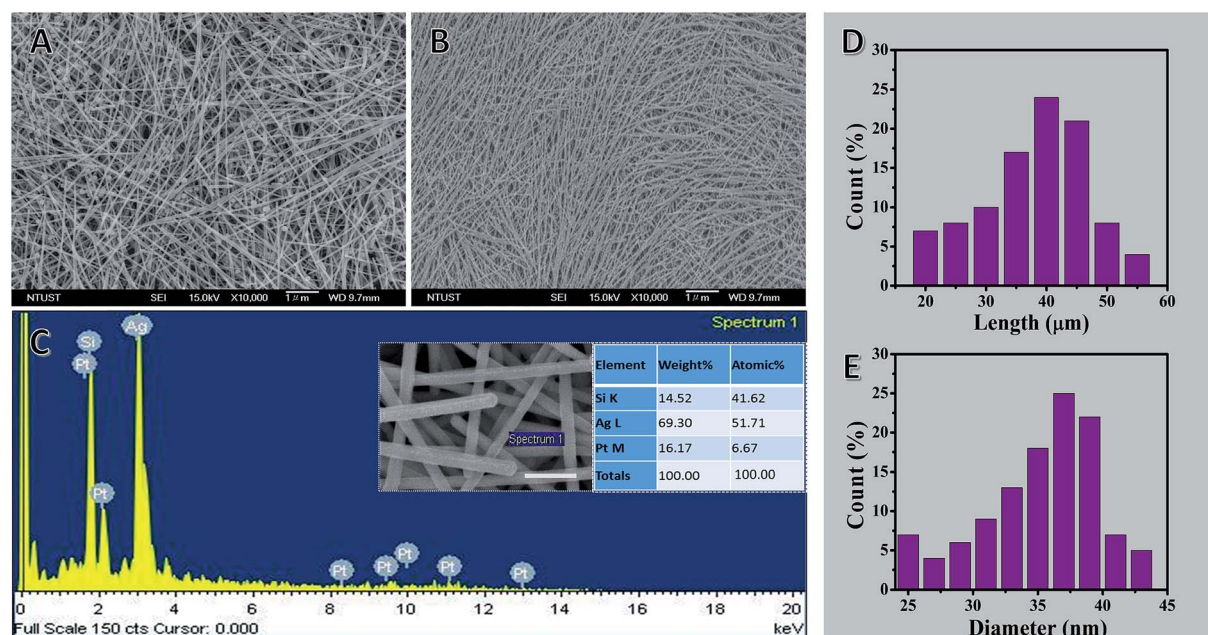 A
NTUST SEI 15.0kV X10,000 1μm WD 9.7mm
B
NTUST SEI 15.0kV X10,000 1μm WD 9.7mm
C
Spectrum 1
Si
Pt
Ag
Pt
Pt
Pt
Pt
Pt
Pt
Spectrum 1
Element Weight% Atomic%
Si K 14.52 41.62
Ag L 69.30 51.71
Pt M 16.17 6.67
Totals 100.00 100.00
0 2 4 6 8 10 12 14 16 18 20
Full Scale 150 cts Cursor: 0.000 keV
D
Count (%)
30
25
20
15
10
5
0
20 30 40 50 60
Length (μm)
E
Count (%)
30
25
20
15
10
5
0
25 30 35 40 45
Diameter (nm)